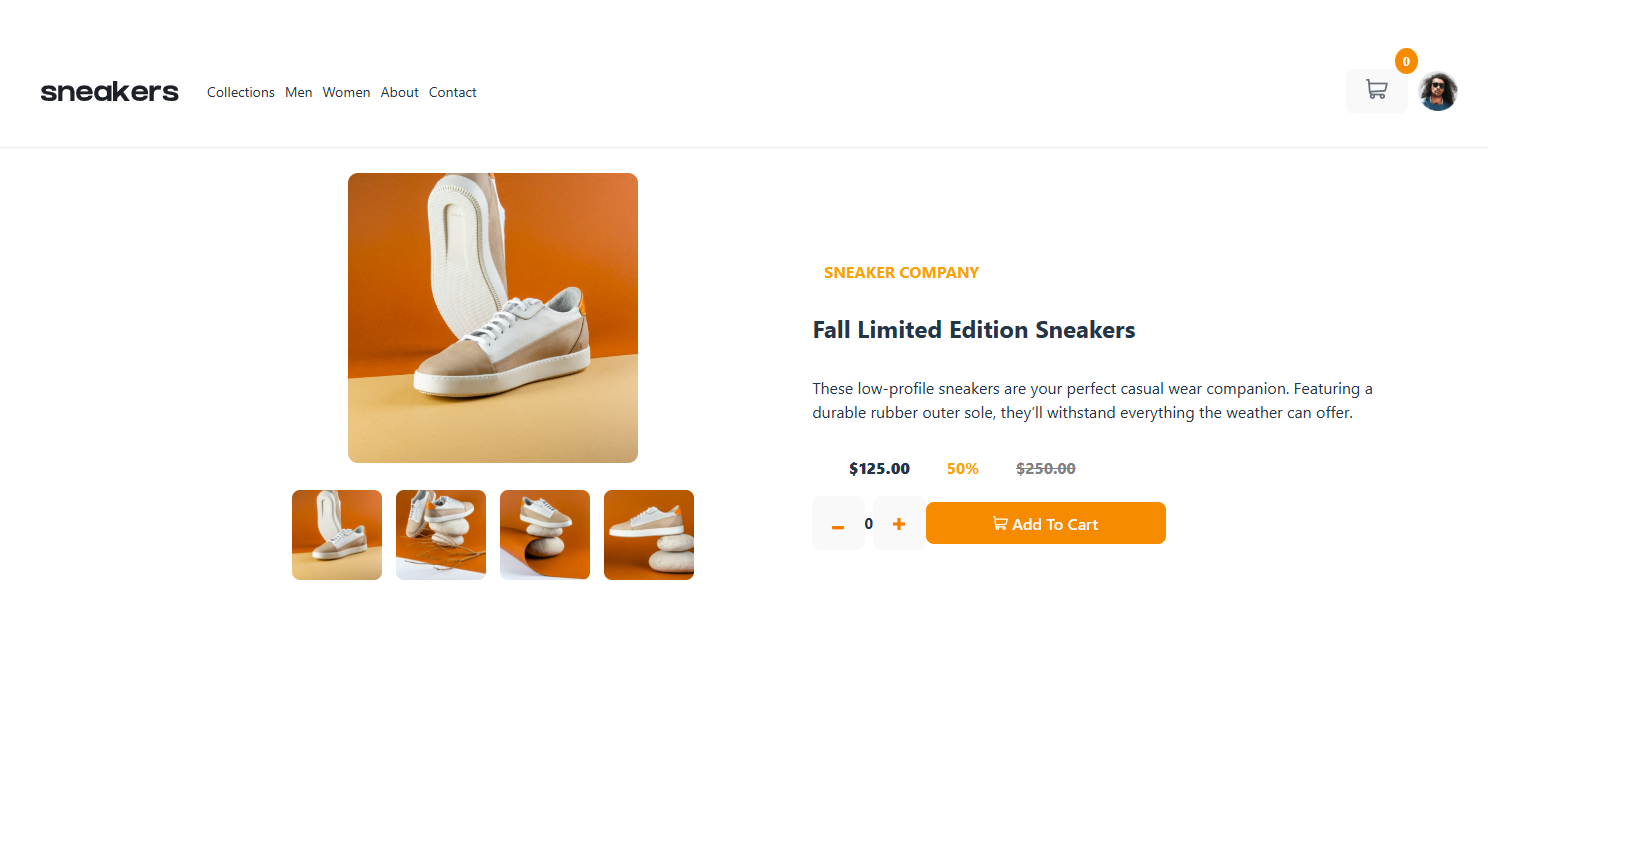 sneakers Collections Men Women About Contact 0
SNEAKER COMPANY
Fall Limited Edition Sneakers
These low-profile sneakers are your perfect casual wear companion. Featuring a
durable rubber outer sole, they’ll withstand everything the weather can offer.
$125.00 50% $250.00
– 0 + Add To Cart